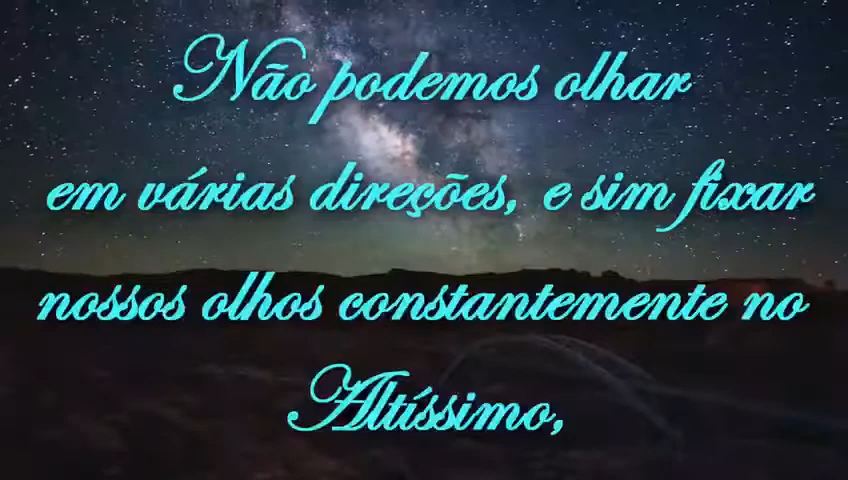 Não podemos olhar
em várias direções, e sim fixar
nossos olhos constantemente no
Altíssimo,